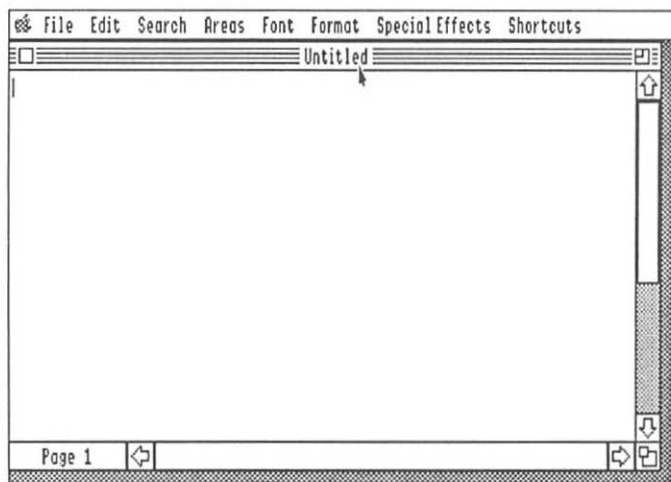 File Edit Search Areas Font Format Special Effects Shortcuts
Untitled
Page 1